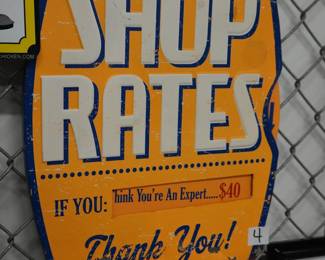 SHOP
RATES
IF YOU: hink You're An Expert.....$40
Thank You!
4